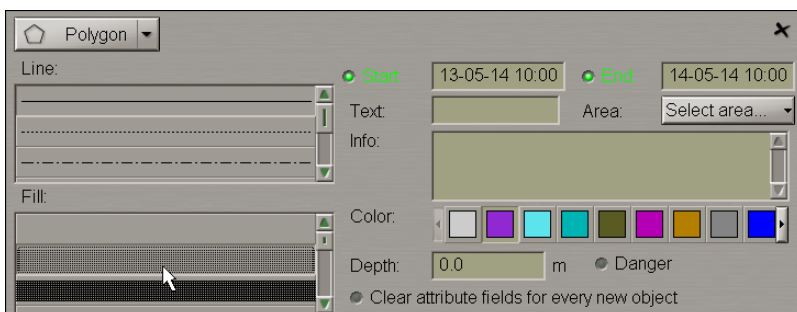 Polygon
Line:
Start: 13-05-14 10:00 End: 14-05-14 10:00
Text: Area: Select area...
Info:
Fill:
Color:
Depth: 0.0 m Danger
Clear attribute fields for every new object